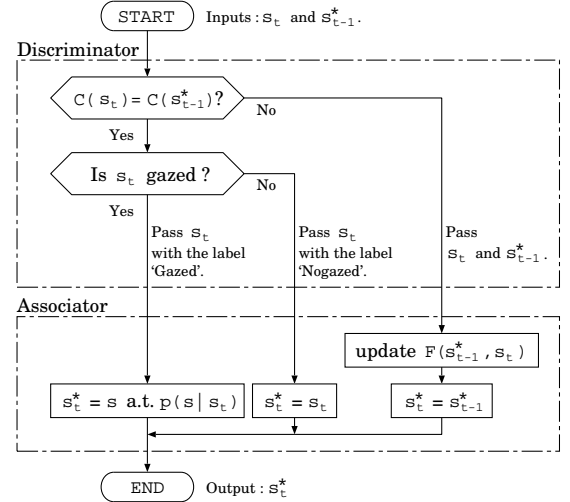 START
Inputs : s_t and s*_{t-1}.
Discriminator
C( s_t ) = C( s*_{t-1} ) ?
No
Yes
Is s_t gazed ?
No
Yes
Pass s_t
with the label
‘Gazed’.
Pass s_t
with the label
‘Nogazed’.
Pass
s_t and s*_{t-1}.
Associator
update F( s*_{t-1} , s_t )
s*_t = s a.t. p( s | s_t )
s*_t = s_t
s*_t = s*_{t-1}
END
Output : s*_t